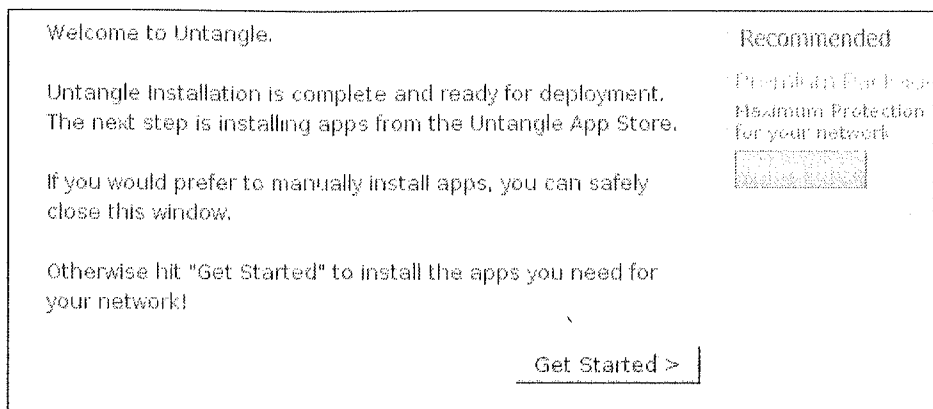 Welcome to Untangle.
Untangle Installation is complete and ready for deployment.
The next step is installing apps from the Untangle App Store.
If you would prefer to manually install apps, you can safely
close this window.
Otherwise hit "Get Started" to install the apps you need for
your network!
Get Started >
Recommended
Premium Package
Maximum Protection
for your network